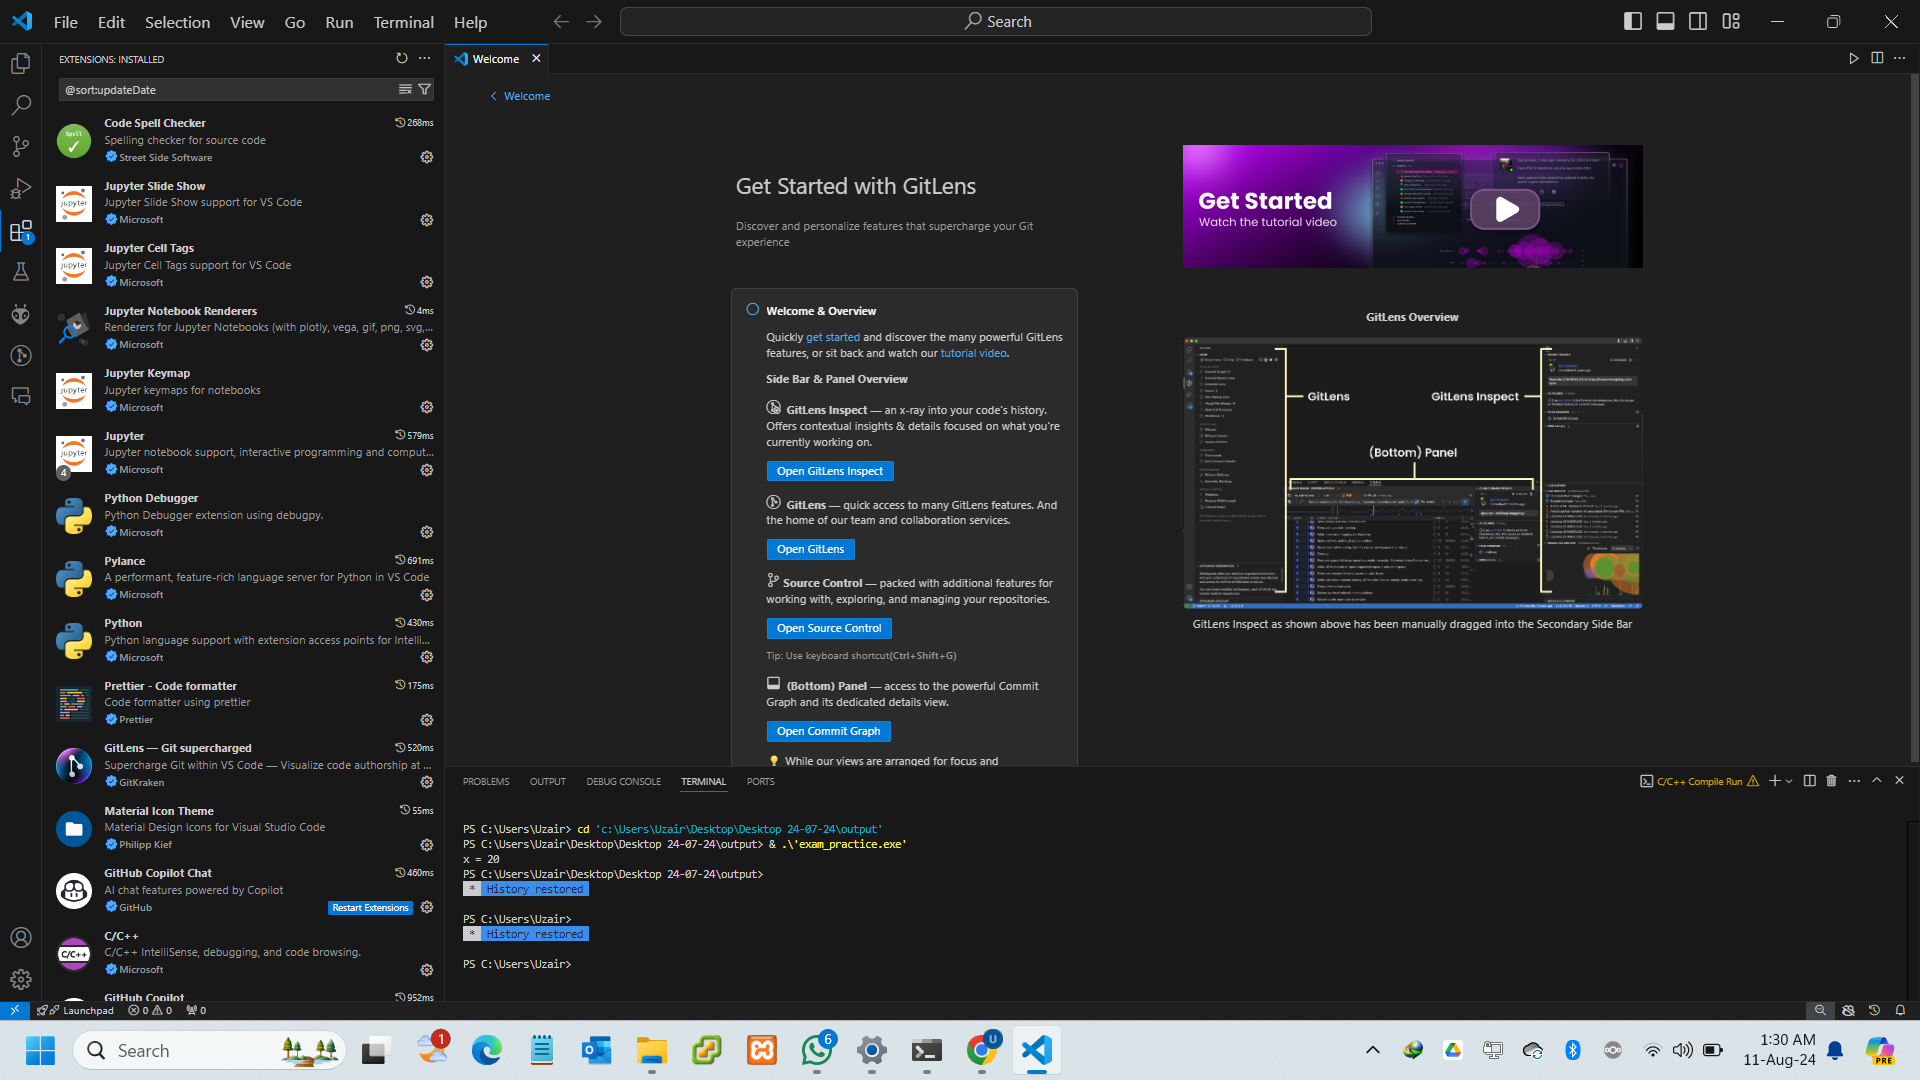 File Edit Selection View Go Run Terminal Help
Search
EXTENSIONS: INSTALLED
@sort:updateDate
Code Spell Checker 268ms
Spelling checker for source code
Street Side Software
Jupyter Slide Show
Jupyter Slide Show support for VS Code
Microsoft
Jupyter Cell Tags
Jupyter Cell Tags support for VS Code
Microsoft
Jupyter Notebook Renderers 4ms
Renderers for Jupyter Notebooks (with plotly, vega, gif, png, svg,...
Microsoft
Jupyter Keymap
Jupyter keymaps for notebooks
Microsoft
Jupyter 579ms
Jupyter notebook support, interactive programming and comput...
4
Microsoft
Python Debugger
Python Debugger extension using debugpy.
Microsoft
Pylance 691ms
A performant, feature-rich language server for Python in VS Code
Microsoft
Python 430ms
Python language support with extension access points for Intelli...
Microsoft
Prettier - Code formatter 175ms
Code formatter using prettier
Prettier
GitLens — Git supercharged 520ms
Supercharge Git within VS Code — Visualize code authorship at ...
GitKraken
Material Icon Theme 55ms
Material Design Icons for Visual Studio Code
Philipp Kief
GitHub Copilot Chat 460ms
AI chat features powered by Copilot
GitHub Restart Extensions
C/C++
C/C++ IntelliSense, debugging, and code browsing.
Microsoft
GitHub Copilot 952ms
Welcome
Welcome
Get Started with GitLens
Discover and personalize features that supercharge your Git
experience
Welcome & Overview
Quickly get started and discover the many powerful GitLens
features, or sit back and watch our tutorial video.
Side Bar & Panel Overview
GitLens Inspect — an x-ray into your code's history.
Offers contextual insights & details focused on what you're
currently working on.
Open GitLens Inspect
GitLens — quick access to many GitLens features. And
the home of our team and collaboration services.
Open GitLens
Source Control — packed with additional features for
working with, exploring, and managing your repositories.
Open Source Control
Tip: Use keyboard shortcut(Ctrl+Shift+G)
(Bottom) Panel — access to the powerful Commit
Graph and its dedicated details view.
Open Commit Graph
While our views are arranged for focus and
Get Started
Watch the tutorial video
GitLens Overview
GitLens
GitLens Inspect
(Bottom) Panel
GitLens Inspect as shown above has been manually dragged into the Secondary Side Bar
PROBLEMS OUTPUT DEBUG CONSOLE TERMINAL PORTS
C/C++ Compile Run
PS C:\Users\Uzair> cd 'c:\Users\Uzair\Desktop\Desktop 24-07-24\output'
PS C:\Users\Uzair\Desktop\Desktop 24-07-24\output> & .\'exam_practice.exe'
x = 20
PS C:\Users\Uzair\Desktop\Desktop 24-07-24\output>
* History restored
PS C:\Users\Uzair>
* History restored
PS C:\Users\Uzair>
Launchpad 0 0 0
Search
1
6
U
1:30 AM
11-Aug-24
PRE